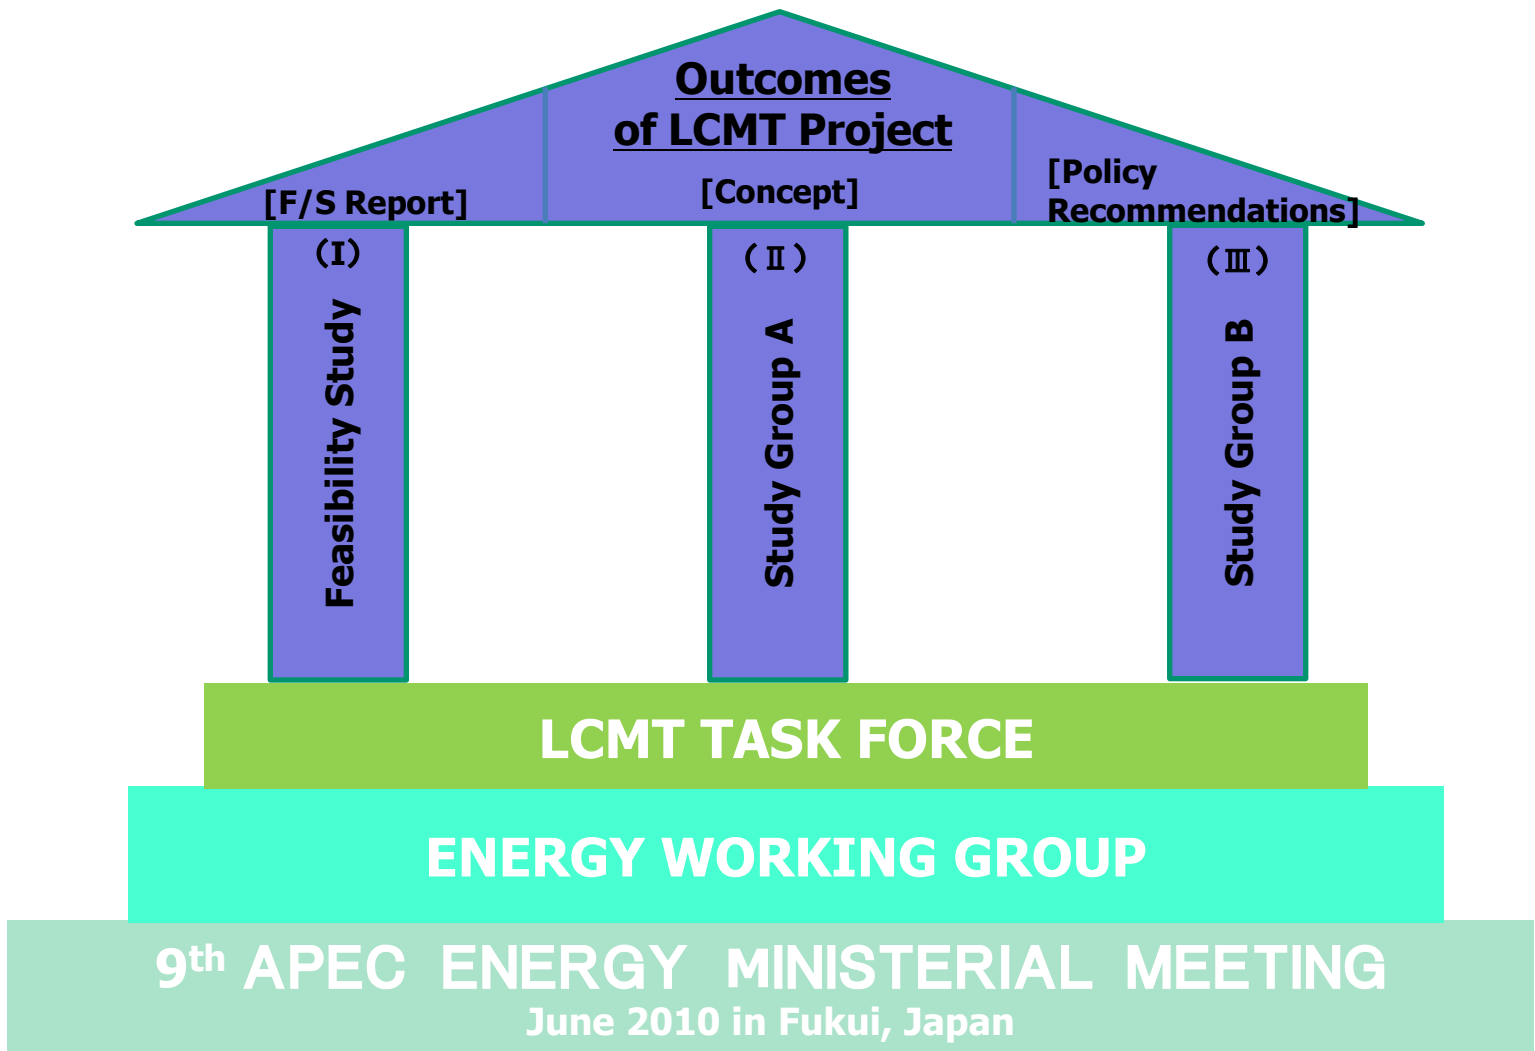 Outcomes
of LCMT Project
[F/S Report]
[Concept]
[Policy
Recommendations]
(I)
Feasibility Study
(Ⅱ)
Study Group A
(Ⅲ)
Study Group B
LCMT TASK FORCE
ENERGY WORKING GROUP
9th APEC ENERGY MINISTERIAL MEETING
June 2010 in Fukui, Japan